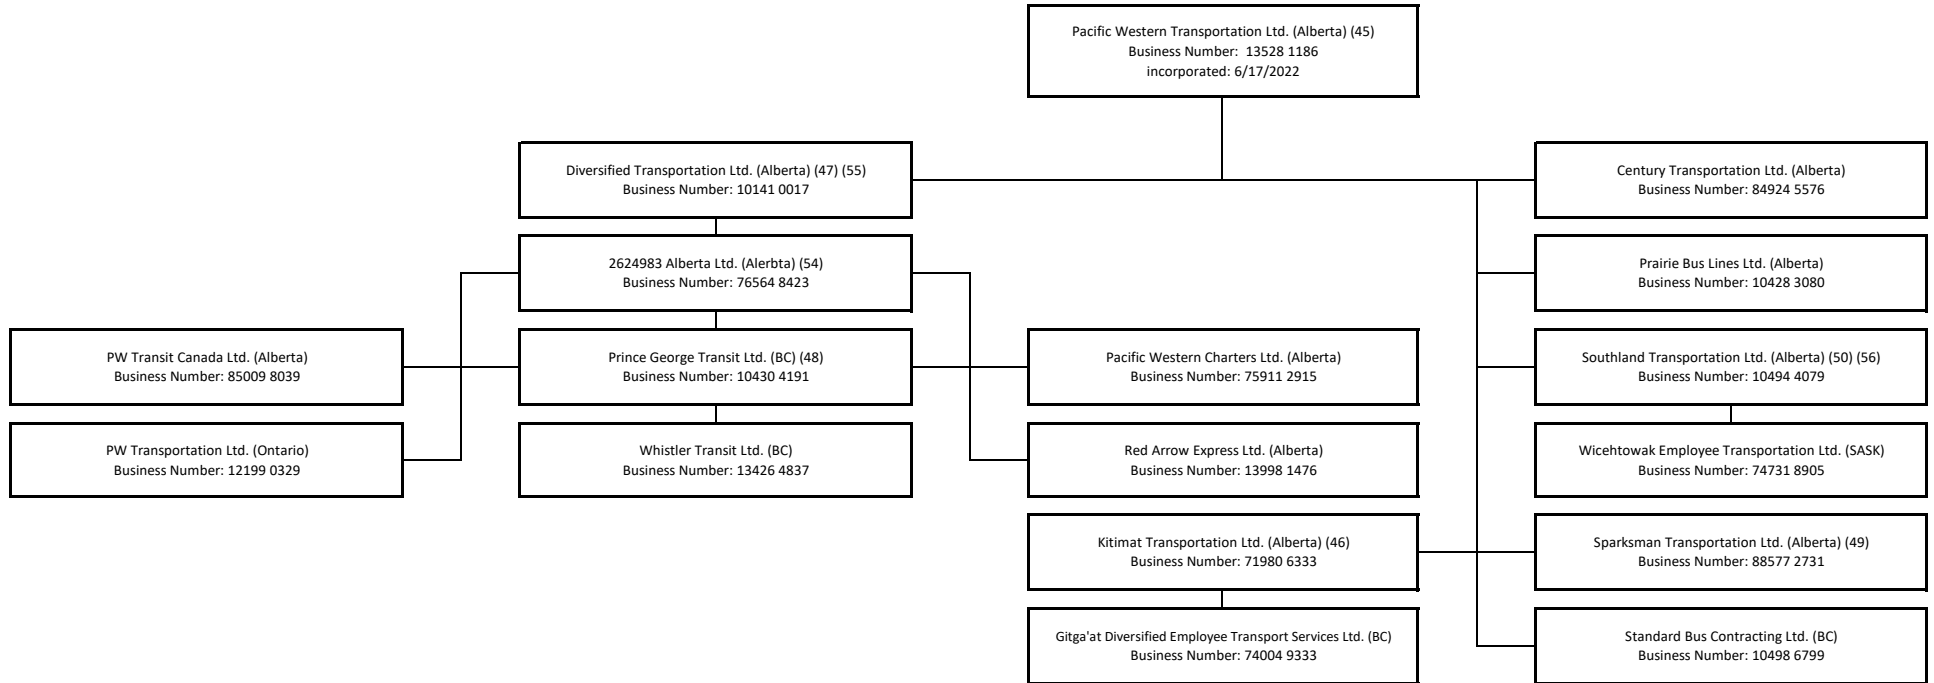 Pacific Western Transportation Ltd. (Alberta) (45)
Business Number:  13528 1186
incorporated: 6/17/2022
Diversified Transportation Ltd. (Alberta) (47) (55)
Business Number: 10141 0017
Century Transportation Ltd. (Alberta)
Business Number: 84924 5576
2624983 Alberta Ltd. (Alerbta) (54)
Business Number: 76564 8423
Prairie Bus Lines Ltd. (Alberta)
Business Number: 10428 3080
PW Transit Canada Ltd. (Alberta)
Business Number: 85009 8039
Prince George Transit Ltd. (BC) (48)
Business Number: 10430 4191
Pacific Western Charters Ltd. (Alberta)
Business Number: 75911 2915
Southland Transportation Ltd. (Alberta) (50) (56)
Business Number: 10494 4079
PW Transportation Ltd. (Ontario)
Business Number: 12199 0329
Whistler Transit Ltd. (BC)
Business Number: 13426 4837
Red Arrow Express Ltd. (Alberta)
Business Number: 13998 1476
Wicehtowak Employee Transportation Ltd. (SASK)
Business Number: 74731 8905
Kitimat Transportation Ltd. (Alberta) (46)
Business Number: 71980 6333
Sparksman Transportation Ltd. (Alberta) (49)
Business Number: 88577 2731
Gitga'at Diversified Employee Transport Services Ltd. (BC)
Business Number: 74004 9333
Standard Bus Contracting Ltd. (BC)
Business Number: 10498 6799